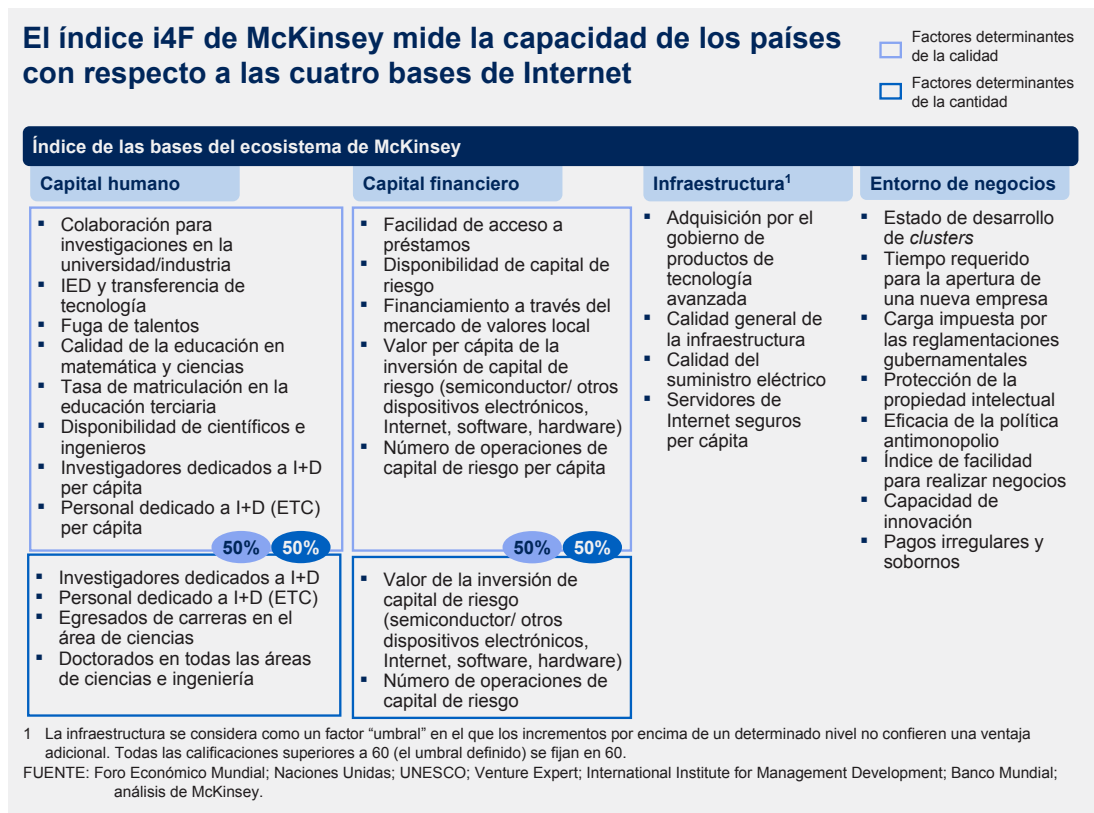 El índice i4F de McKinsey mide la capacidad de los países
con respecto a las cuatro bases de Internet
Factores determinantes
de la calidad
Factores determinantes
de la cantidad
Índice de las bases del ecosistema de McKinsey
Capital humano
▪ Colaboración para
investigaciones en la
universidad/industria
▪ IED y transferencia de
tecnología
▪ Fuga de talentos
▪ Calidad de la educación en
matemática y ciencias
▪ Tasa de matriculación en la
educación terciaria
▪ Disponibilidad de científicos e
ingenieros
▪ Investigadores dedicados a I+D
per cápita
▪ Personal dedicado a I+D (ETC)
per cápita
50% 50%
▪ Investigadores dedicados a I+D
▪ Personal dedicado a I+D (ETC)
▪ Egresados de carreras en el
área de ciencias
▪ Doctorados en todas las áreas
de ciencias e ingeniería
Capital financiero
▪ Facilidad de acceso a
préstamos
▪ Disponibilidad de capital de
riesgo
▪ Financiamiento a través del
mercado de valores local
▪ Valor per cápita de la
inversión de capital de
riesgo (semiconductor/ otros
dispositivos electrónicos,
Internet, software, hardware)
▪ Número de operaciones de
capital de riesgo per cápita
50% 50%
▪ Valor de la inversión de
capital de riesgo
(semiconductor/ otros
dispositivos electrónicos,
Internet, software, hardware)
▪ Número de operaciones de
capital de riesgo
Infraestructura¹
▪ Adquisición por el
gobierno de
productos de
tecnología
avanzada
▪ Calidad general de
la infraestructura
▪ Calidad del
suministro eléctrico
▪ Servidores de
Internet seguros
per cápita
Entorno de negocios
▪ Estado de desarrollo
de clusters
▪ Tiempo requerido
para la apertura de
una nueva empresa
▪ Carga impuesta por
las reglamentaciones
gubernamentales
▪ Protección de la
propiedad intelectual
▪ Eficacia de la política
antimonopolio
▪ Índice de facilidad
para realizar negocios
▪ Capacidad de
innovación
▪ Pagos irregulares y
sobornos
1 La infraestructura se considera como un factor “umbral” en el que los incrementos por encima de un determinado nivel no confieren una ventaja
adicional. Todas las calificaciones superiores a 60 (el umbral definido) se fijan en 60.
FUENTE: Foro Económico Mundial; Naciones Unidas; UNESCO; Venture Expert; International Institute for Management Development; Banco Mundial;
análisis de McKinsey.